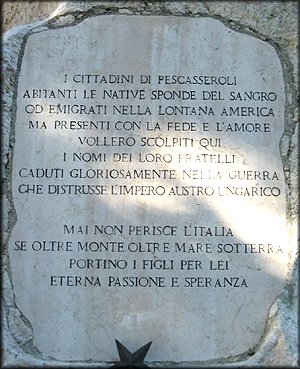 I CITTADINI DI PESCASSEROLI
ABITANTI LE NATIVE SPONDE DEL SANGRO
OD EMIGRATI NELLA LONTANA AMERICA
MA PRESENTI CON LA FEDE E L'AMORE
VOLLERO SCOLPITI QUI
I NOMI DEI LORO FRATELLI
CADUTI GLORIOSAMENTE NELLA GUERRA
CHE DISTRUSSE L'IMPERO AUSTRO UNGARICO
MAI NON PERISCE L'ITALIA
SE OLTRE MONTE OLTRE MARE SOTTERRA
PORTINO I FIGLI PER LEI
ETERNA PASSIONE E SPERANZA